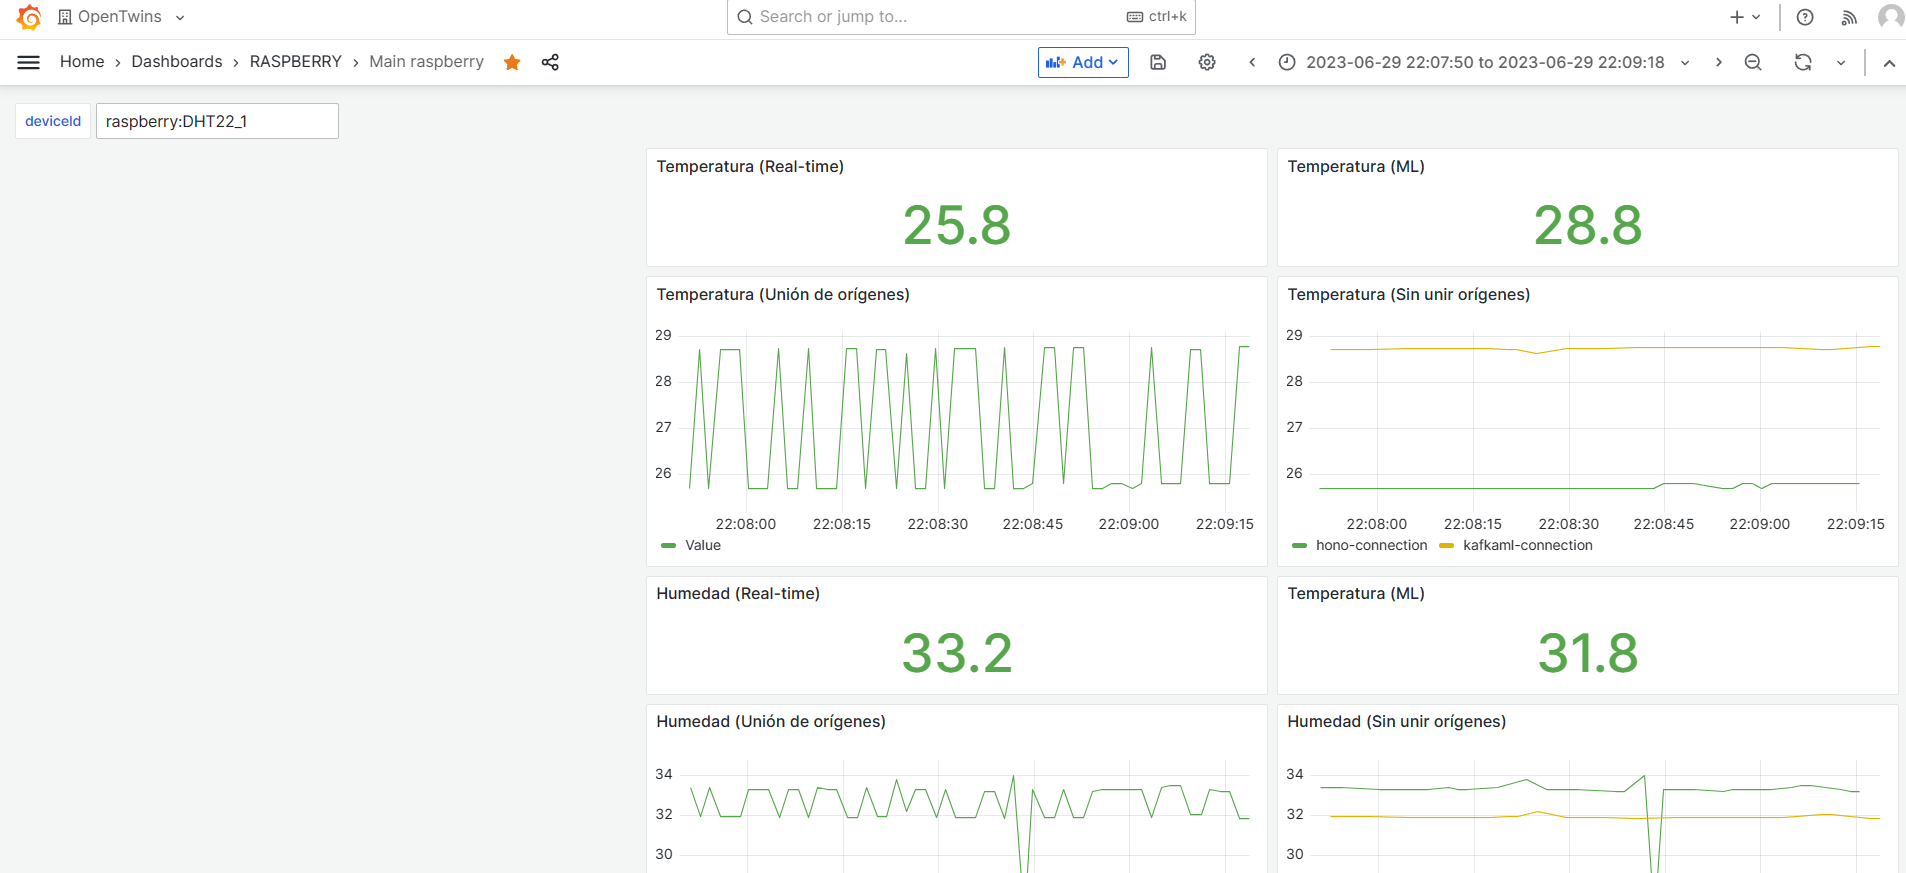 OpenTwins
Search or jump to...
ctrl+k
Home › Dashboards › RASPBERRY › Main raspberry
Add
2023-06-29 22:07:50 to 2023-06-29 22:09:18
deviceId
raspberry:DHT22_1
Temperatura (Real-time)
25.8
Temperatura (ML)
28.8
Temperatura (Unión de orígenes)
29
28
27
26
22:08:00 22:08:15 22:08:30 22:08:45 22:09:00 22:09:15
Value
Temperatura (Sin unir orígenes)
29
28
27
26
22:08:00 22:08:15 22:08:30 22:08:45 22:09:00 22:09:15
hono-connection kafkaml-connection
Humedad (Real-time)
33.2
Temperatura (ML)
31.8
Humedad (Unión de orígenes)
34
32
30
Humedad (Sin unir orígenes)
34
32
30